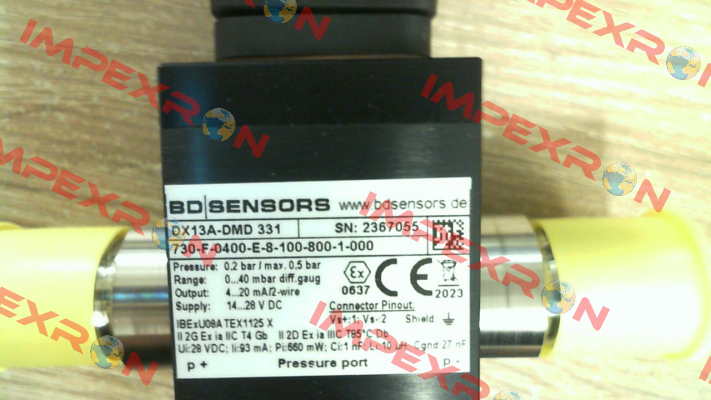 BD|SENSORS www.bdsensors.de
DX13A-DMD 331 SN: 2367055
730-F-0400-E-8-100-800-1-000
Pressure: 0,2 bar / max. 0,5 bar
Range: 0...40 mbar diff.gaug
Output: 4...20 mA/2-wire
Supply: 14...28 V DC
Ex
0637
CE
2023
Connector Pinout
Vs+:1; Vs-:2 Shield
IBExU08ATEX1125 X
II 2G Ex ia IIC T4 Gb II 2D Ex ia IIIC T85°C Db
Ui:28 VDC; Ii:93 mA; Pi:660 mW; Ci:1 nF; Li:10 µH; Cgnd 27 nF
p + Pressure port p -
IMPEXRON
IMPEXRON
IMPEXRON
IMPEXRON
IMPEXRON
IMPEXRON
IMPEXRON